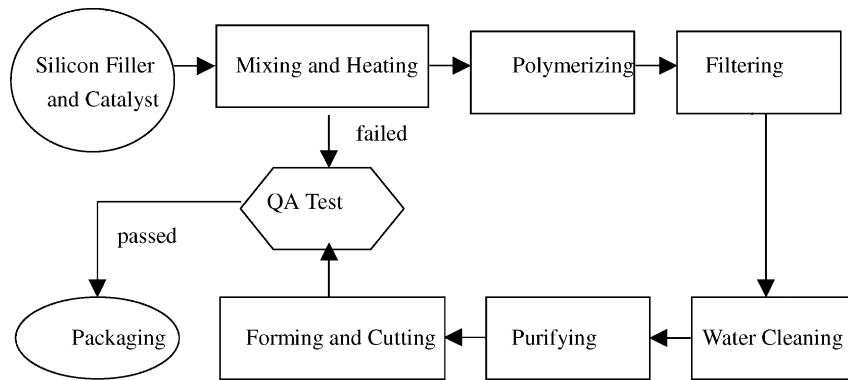 Silicon Filler
and Catalyst
Mixing and Heating
Polymerizing
Filtering
failed
QA Test
passed
Packaging
Forming and Cutting
Purifying
Water Cleaning